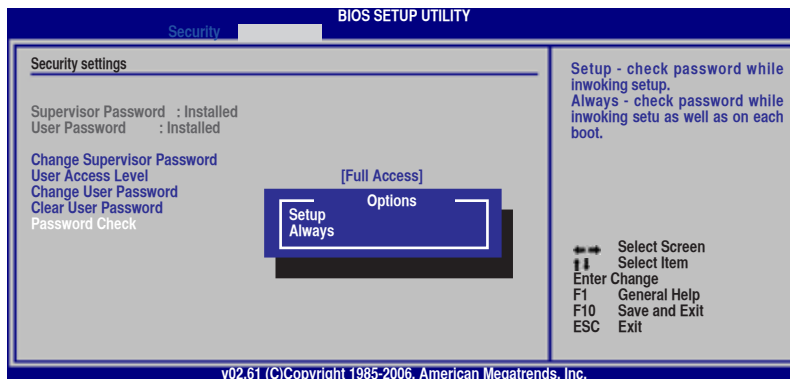 BIOS SETUP UTILITY
Security
Security settings
Supervisor Password : Installed
User Password : Installed
Change Supervisor Password
User Access Level [Full Access]
Change User Password
Clear User Password
Password Check
Options
Setup
Always
Setup - check password while
inwoking setup.
Always - check password while
inwoking setu as well as on each
boot.
Select Screen
Select Item
Enter Change
F1 General Help
F10 Save and Exit
ESC Exit
v02.61 (C)Copyright 1985-2006, American Megatrends, Inc.